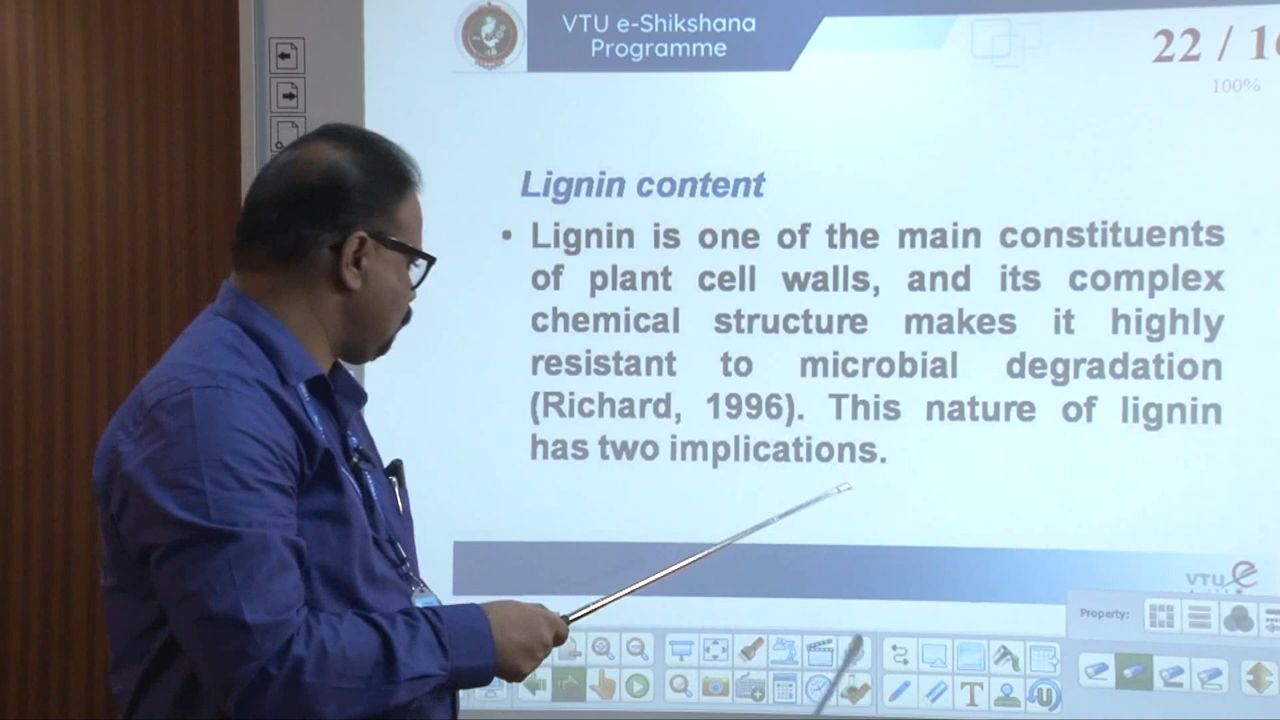 VTU e-Shikshana
Programme
22 / 16
100%
Lignin content
• Lignin is one of the main constituents
of plant cell walls, and its complex
chemical structure makes it highly
resistant to microbial degradation
(Richard, 1996). This nature of lignin
has two implications.
VTU e
Property:
T